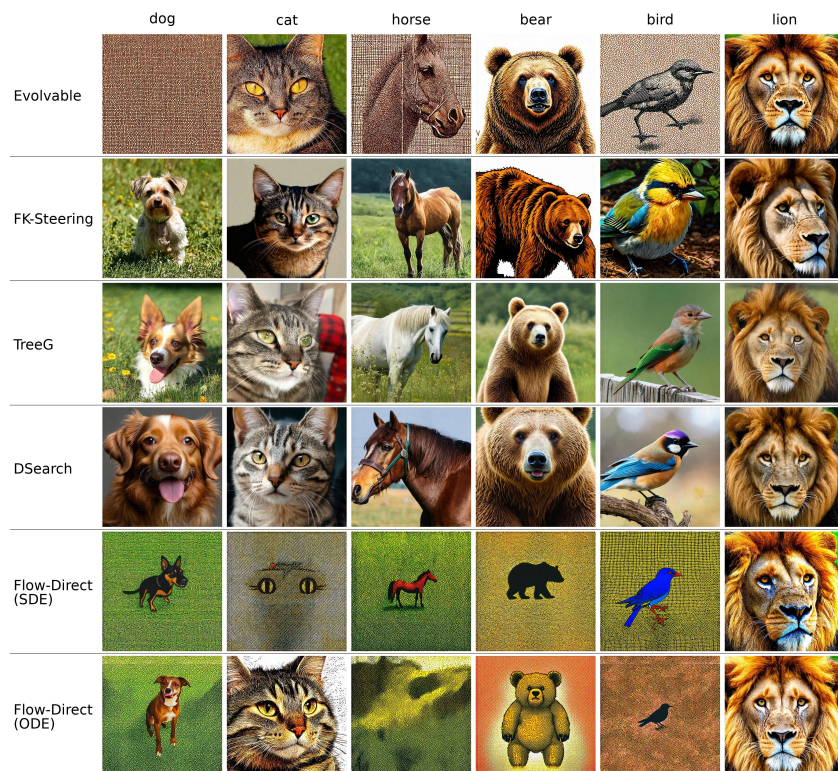 dog cat horse bear bird lion
Evolvable
FK-Steering
TreeG
DSearch
Flow-Direct
(SDE)
Flow-Direct
(ODE)